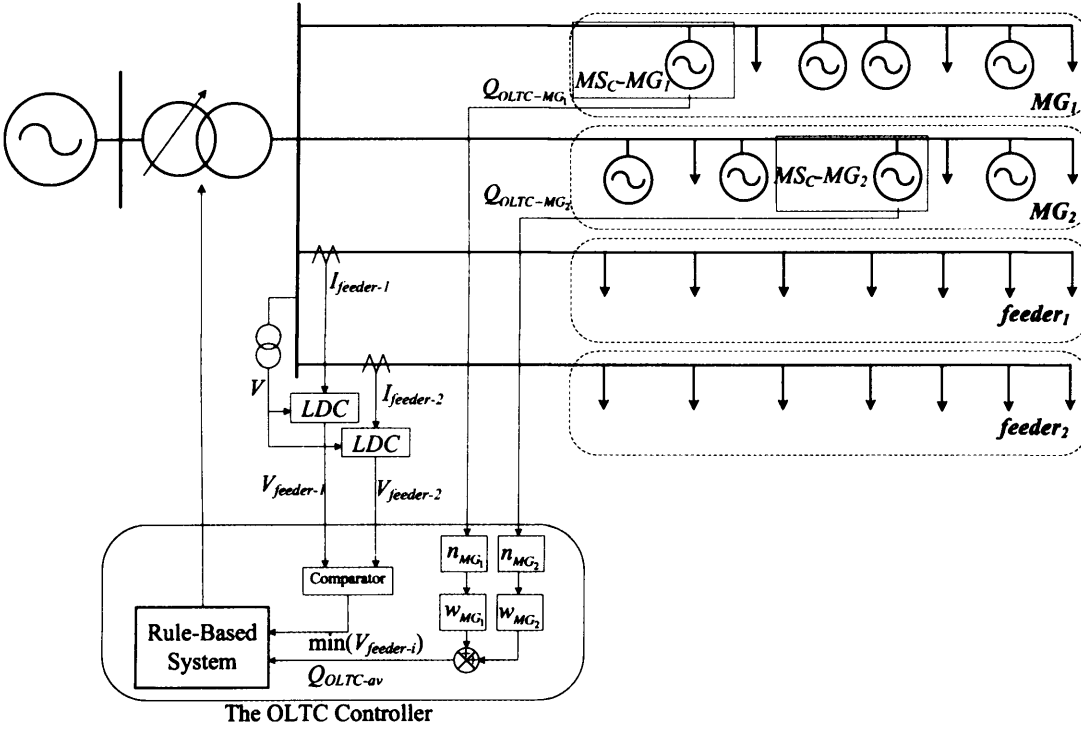 MS_C-MG_1
Q_OLTC-MG_1
MG_1
MS_C-MG_2
Q_OLTC-MG_2
MG_2
I_feeder-1
feeder_1
V
I_feeder-2
LDC
feeder_2
LDC
V_feeder-1
V_feeder-2
n_MG_1
n_MG_2
Comparator
w_MG_1
w_MG_2
Rule-Based
System
min(V_feeder-i)
Q_OLTC-av
The OLTC Controller